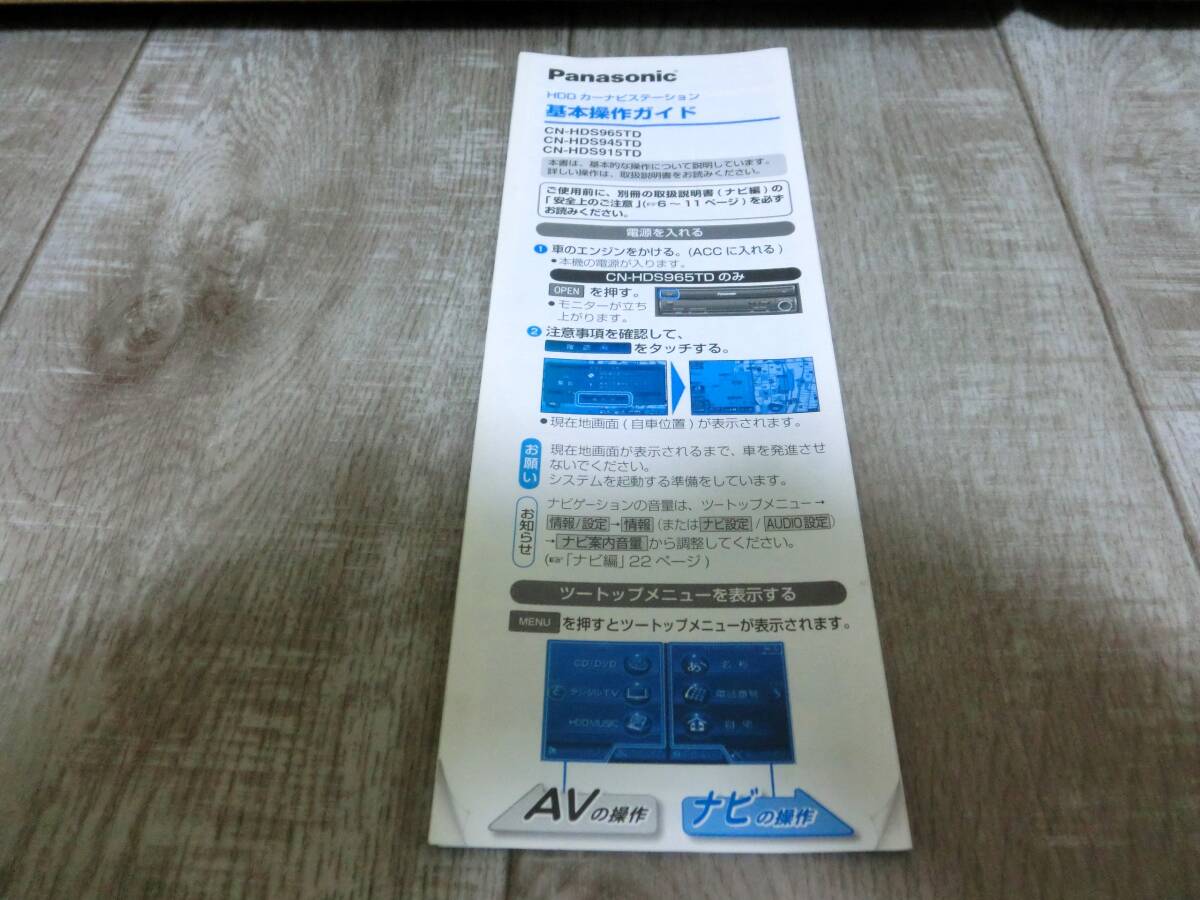 Panasonic
HDD カーナビステーション
基本操作ガイド
CN-HDS965TD
CN-HDS945TD
CN-HDS915TD
本書は、基本的な操作について説明しています。
詳しい操作は、取扱説明書をお読みください。
ご使用前に、別冊の取扱説明書(ナビ編)の
「安全上のご注意」(☞6～11ページ)を必ず
お読みください。
電源を入れる
❶ 車のエンジンをかける。(ACCに入れる)
●本機の電源が入ります。
CN-HDS965TDのみ
OPEN を押す。
Panasonic
●モニターが立ち
上がります。
❷ 注意事項を確認して、
確認 をタッチする。
●現在地画面(自車位置)が表示されます。
お願い
現在地画面が表示されるまで、車を発進させ
ないでください。
システムを起動する準備をしています。
お知らせ
ナビゲーションの音量は、ツートップメニュー→
情報/設定→情報(またはナビ設定/AUDIO設定)
→ナビ案内音量から調整してください。
(☞「ナビ編」22ページ)
ツートップメニューを表示する
MENU を押すとツートップメニューが表示されます。
CD/DVD
デジタルTV
HDD MUSIC
あ 名称
電話番号
自宅
AVの操作
ナビの操作